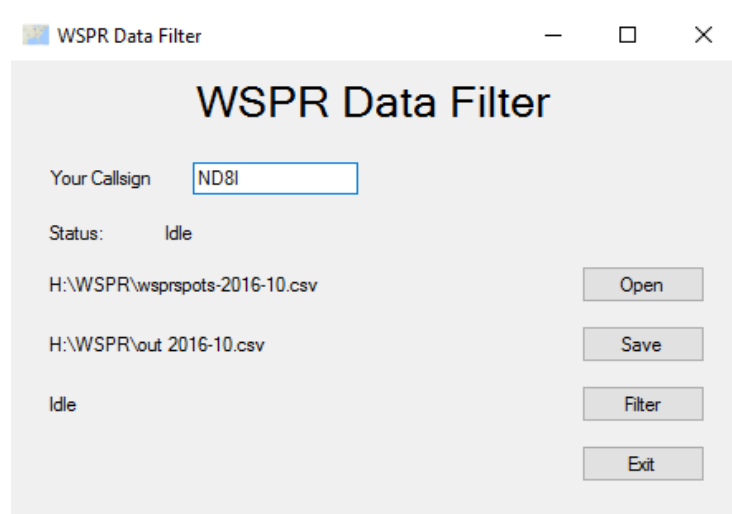 WSPR Data Filter
WSPR Data Filter
Your Callsign ND8I
Status: Idle
H:\WSPR\wsprspots-2016-10.csv Open
H:\WSPR\out 2016-10.csv Save
Idle Filter
Exit